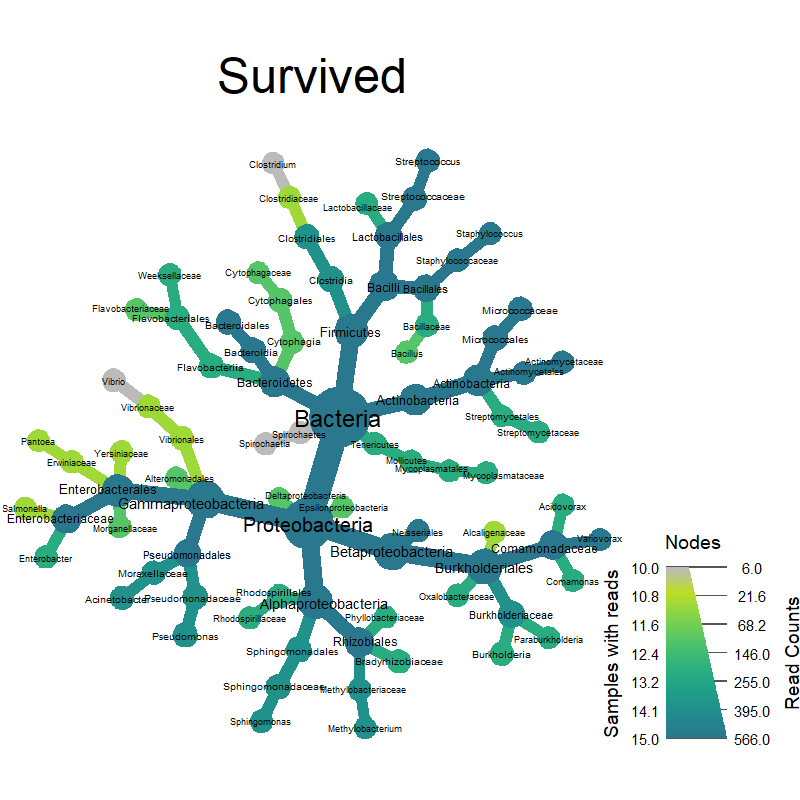 Survived
Clostridium
Streptococcus
Clostridiaceae
Streptococcaceae
Lactobacillaceae
Clostridiales
Lactobacillales
Staphylococcus
Staphylococcaceae
Weeksellaceae
Cytophagaceae
Clostridia
Bacilli
Bacillales
Cytophagales
Flavobacteriaceae
Flavobacteriales
Bacteroidales
Micrococcaceae
Bacillaceae
Firmicutes
Cytophagia
Micrococcales
Bacteroidia
Bacillus
Flavobacteriia
Actinomycetaceae
Actinomycetales
Vibrio
Bacteroidetes
Actinobacteria
Actinobacteria
Vibrionaceae
Bacteria
Streptomycetales
Spirochaetes
Streptomycetaceae
Pantoea
Vibrionales
Spirochaetia
Tenericutes
Yersiniaceae
Erwiniaceae
Mollicutes
Mycoplasmatales
Mycoplasmataceae
Alteromonadales
Enterobacterales
Deltaproteobacteria
Gammaproteobacteria
Epsilonproteobacteria
Salmonella
Acidovorax
Enterobacteriaceae
Proteobacteria
Morganellaceae
Neisseriales
Alcaligenaceae
Variovorax
Enterobacter
Pseudomonadales
Betaproteobacteria
Comamonadaceae
Moraxellaceae
Burkholderiales
Comamonas
Acinetobacter
Pseudomonadaceae
Rhodospirillales
Oxalobacteraceae
Alphaproteobacteria
Rhodospirillaceae
Phyllobacteriaceae
Burkholderiaceae
Pseudomonas
Rhizobiales
Paraburkholderia
Sphingomonadales
Bradyrhizobiaceae
Burkholderia
Sphingomonadaceae
Methylobacteriaceae
Sphingomonas
Methylobacterium
Nodes
Samples with reads
Read Counts
10.0 6.0
10.8 21.6
11.6 68.2
12.4 146.0
13.2 255.0
14.1 395.0
15.0 566.0